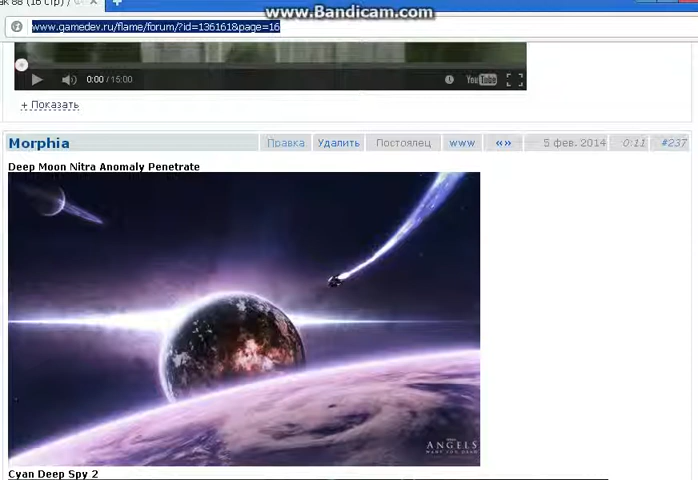 www.Bandicam.com
ак 88 (16 стр) /
www.gamedev.ru/flame/forum/?id=136161&page=16
0:00 / 15:00
YouTube
+ Показать
Morphia
Правка
Удалить
Постоялец
www
«»
5 фев. 2014
0:11
#237
Deep Moon Nitra Anomaly Penetrate
ANGELS
Cyan Deep Spy 2